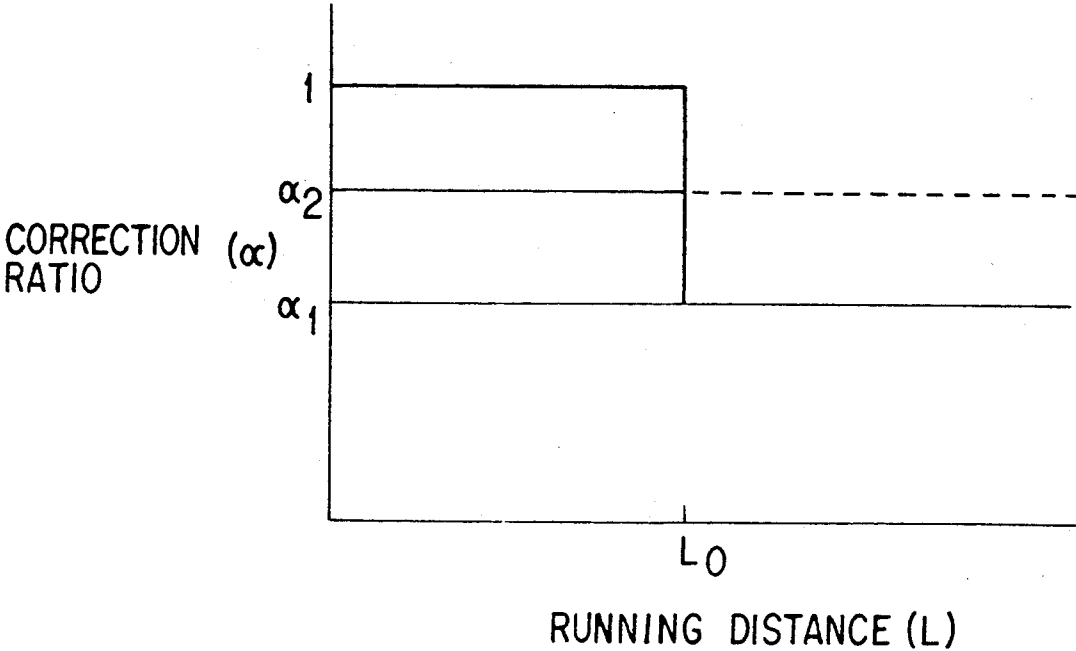 1
α2
CORRECTION (α)
RATIO
α1
L0
RUNNING DISTANCE (L)